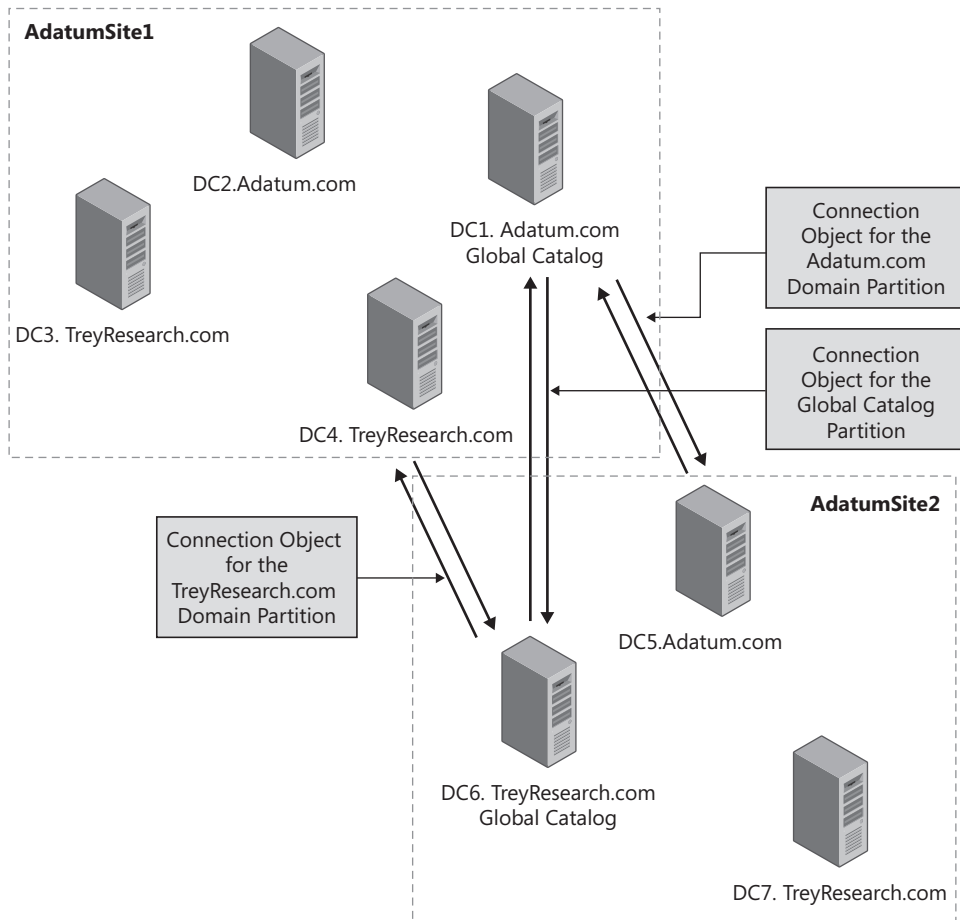 AdatumSite1
DC2.Adatum.com
DC1. Adatum.com
Global Catalog
DC3. TreyResearch.com
DC4. TreyResearch.com
Connection
Object for the
Adatum.com
Domain Partition
Connection
Object for the
Global Catalog
Partition
AdatumSite2
Connection Object
for the
TreyResearch.com
Domain Partition
DC5.Adatum.com
DC6. TreyResearch.com
Global Catalog
DC7. TreyResearch.com